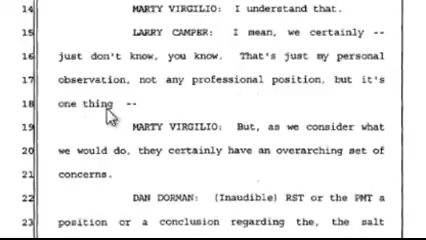 14 MARTY VIRGILIO: I understand that.
15 LARRY CAMPER: I mean, we certainly --
16 just don't know, you know. That's just my personal
17 observation, not any professional position, but it's
18 one thing --
19 MARTY VIRGILIO: But, as we consider what
20 we would do, they certainly have an overarching set of
21 concerns.
22 DAN DORMAN: (Inaudible) RST or the PMT a
23 position or a conclusion regarding the, the salt